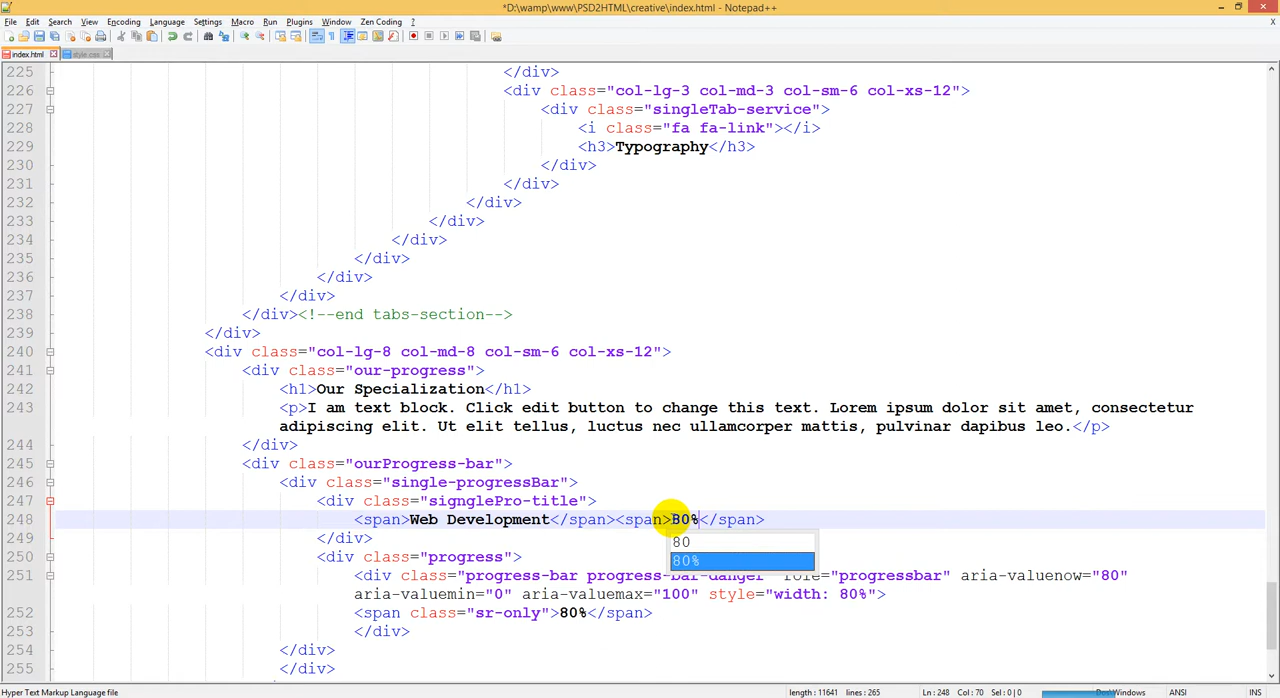 *D:\wamp\www\PSD2HTML\creative\index.html - Notepad++
File Edit Search View Encoding Language Settings Macro Run Plugins Window Zen Coding ?
X
index.html style.css
225 </div>
226 <div class="col-lg-3 col-md-3 col-sm-6 col-xs-12">
227 <div class="singleTab-service">
228 <i class="fa fa-link"></i>
229 <h3>Typography</h3>
230 </div>
231 </div>
232 </div>
233 </div>
234 </div>
235 </div>
236 </div>
237 </div>
238 </div><!--end tabs-section-->
239 </div>
240 <div class="col-lg-8 col-md-8 col-sm-6 col-xs-12">
241 <div class="our-progress">
242 <h1>Our Specialization</h1>
243 <p>I am text block. Click edit button to change this text. Lorem ipsum dolor sit amet, consectetur
adipiscing elit. Ut elit tellus, luctus nec ullamcorper mattis, pulvinar dapibus leo.</p>
244 </div>
245 <div class="ourProgress-bar">
246 <div class="single-progressBar">
247 <div class="signglePro-title">
248 <span>Web Development</span><span>80%</span>
249 </div>
80
250 <div class="progress">
80%
251 <div class="progress-bar progress-bar-danger" role="progressbar" aria-valuenow="80"
aria-valuemin="0" aria-valuemax="100" style="width: 80%">
252 <span class="sr-only">80%</span>
253 </div>
254 </div>
255 </div>
Hyper Text Markup Language file length : 11641 lines : 265 Ln : 248 Col : 70 Sel : 0 | 0 Dos\Windows ANSI INS